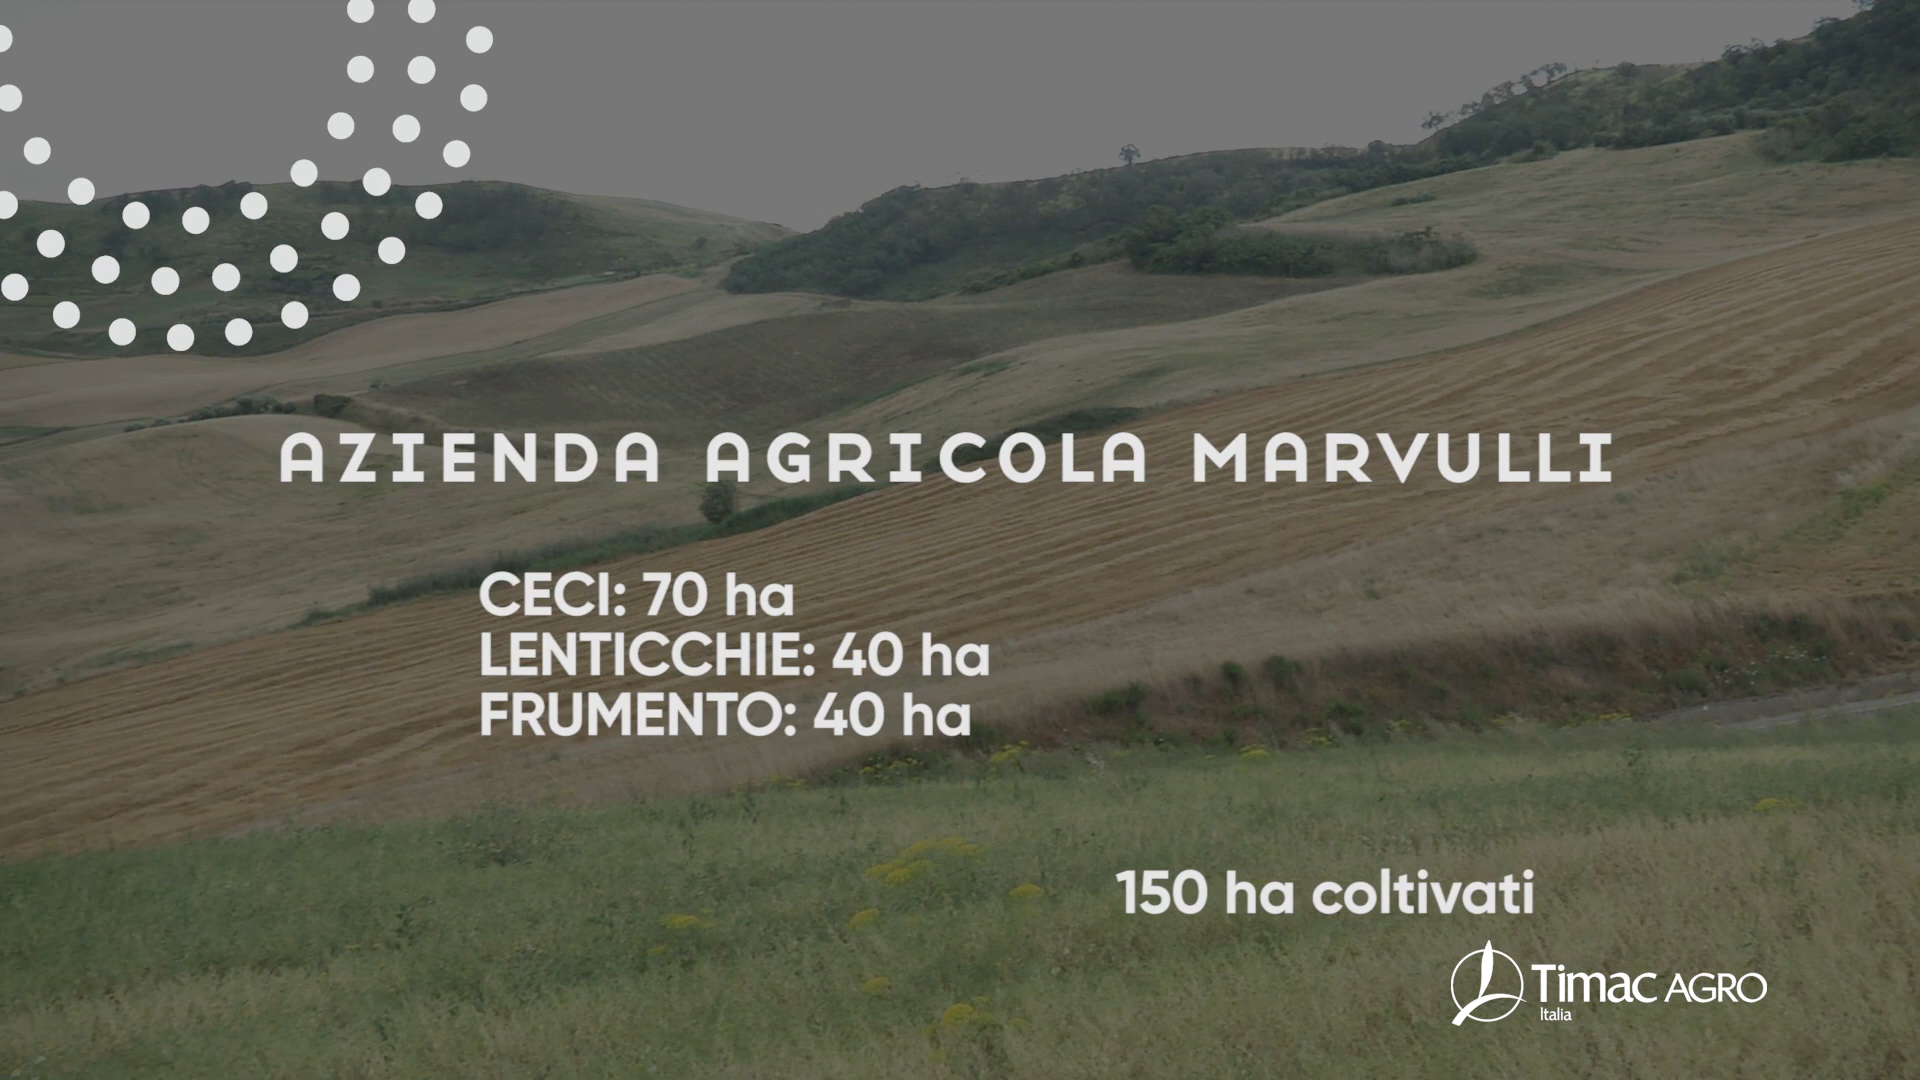 AZIENDA AGRICOLA MARVULLI
CECI: 70 ha
LENTICCHIE: 40 ha
FRUMENTO: 40 ha
150 ha coltivati
Timac AGRO
Italia